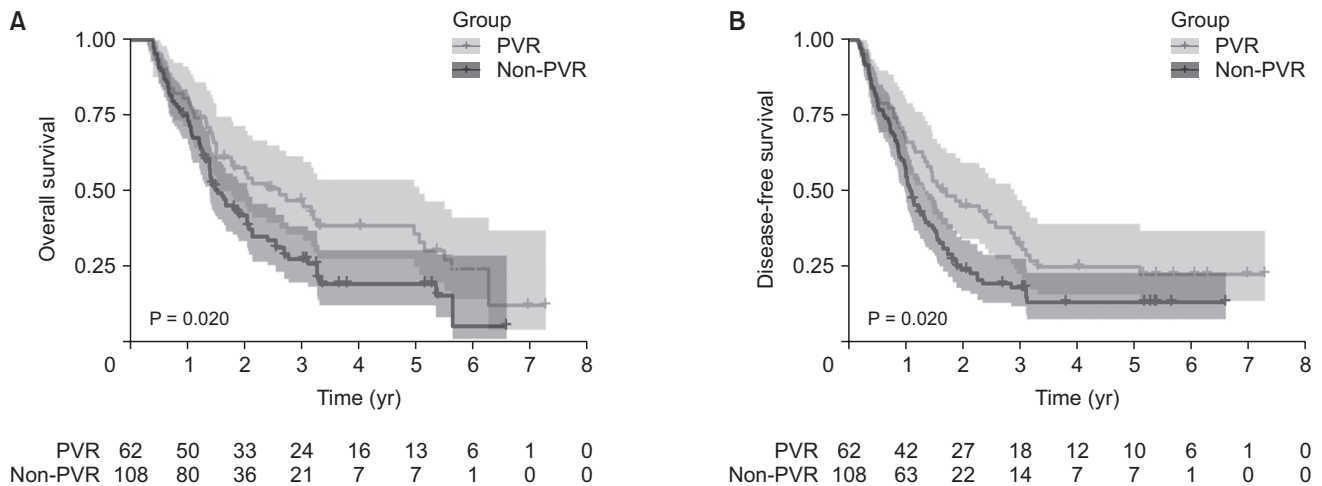 A
Group
PVR
Non-PVR
Overall survival
1.00
0.75
0.50
0.25
P = 0.020
0 1 2 3 4 5 6 7 8
Time (yr)
PVR 62 50 33 24 16 13 6 1 0
Non-PVR 108 80 36 21 7 7 1 0 0
B
Group
PVR
Non-PVR
Disease-free survival
1.00
0.75
0.50
0.25
P = 0.020
0 1 2 3 4 5 6 7 8
Time (yr)
PVR 62 42 27 18 12 10 6 1 0
Non-PVR 108 63 22 14 7 7 1 0 0